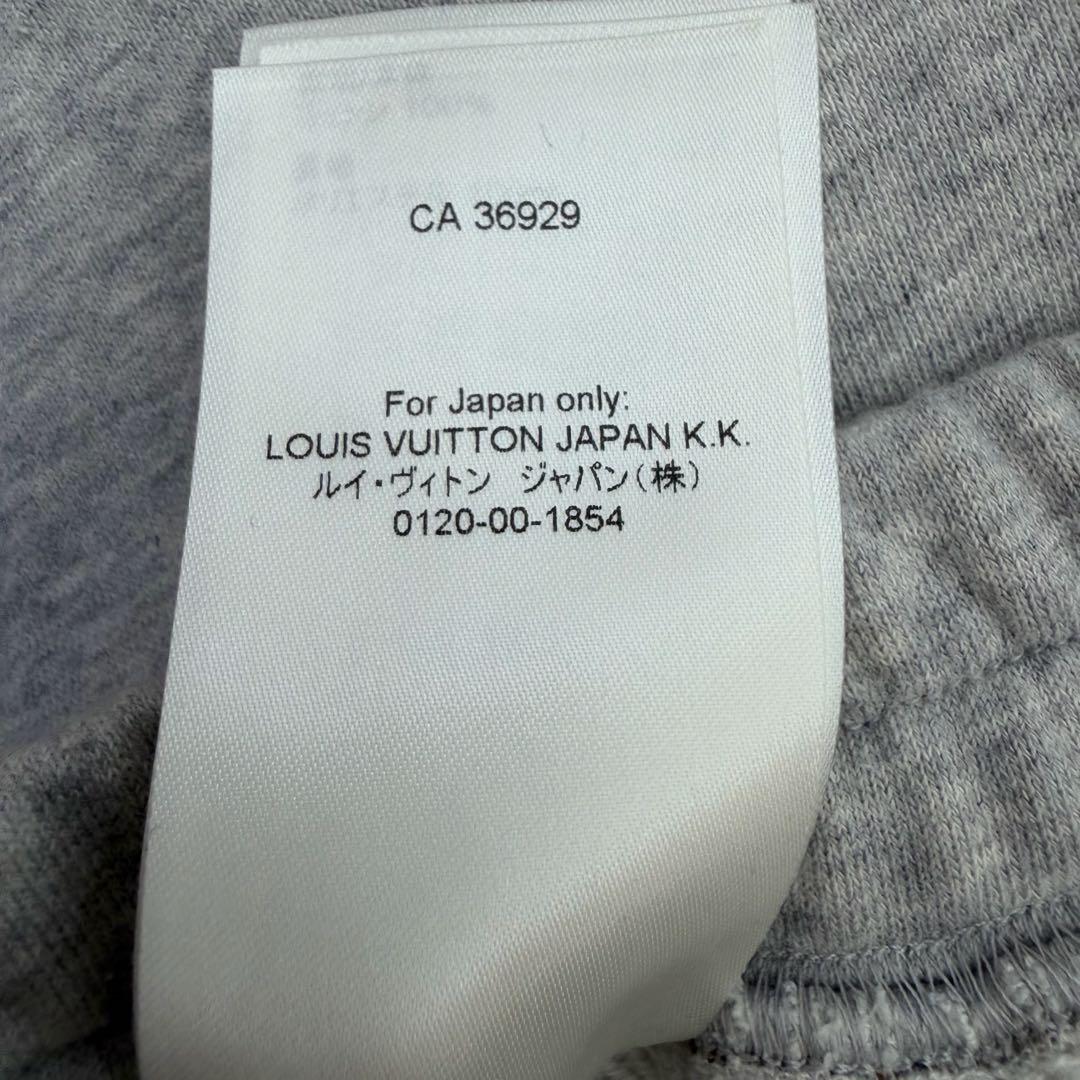 CA 36929
For Japan only:
LOUIS VUITTON JAPAN K.K.
ルイ・ヴィトン ジャパン(株)
0120-00-1854